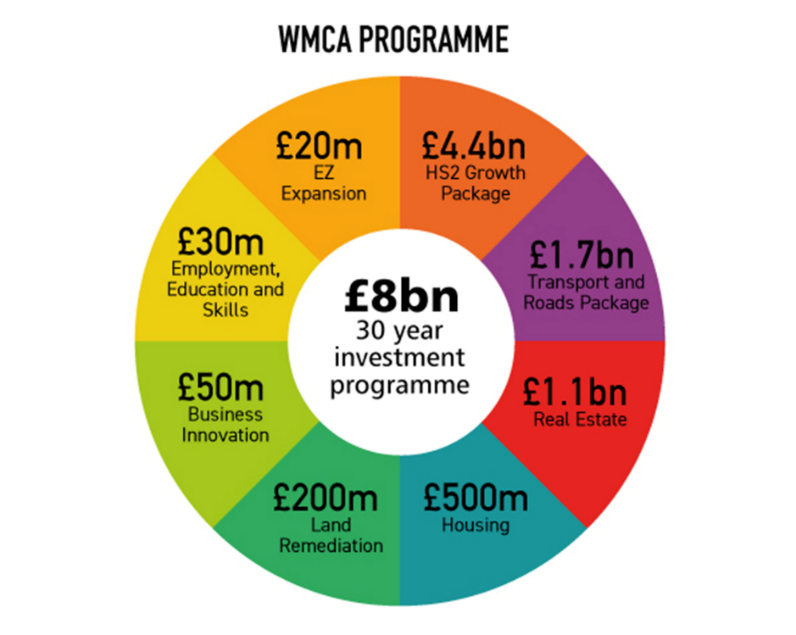 WMCA PROGRAMME
£4.4bn
HS2 Growth
Package
£1.7bn
Transport and
Roads Package
£1.1bn
Real Estate
£500m
Housing
£200m
Land
Remediation
£50m
Business
Innovation
£30m
Employment,
Education and
Skills
£20m
EZ
Expansion
£8bn
30 year
investment
programme